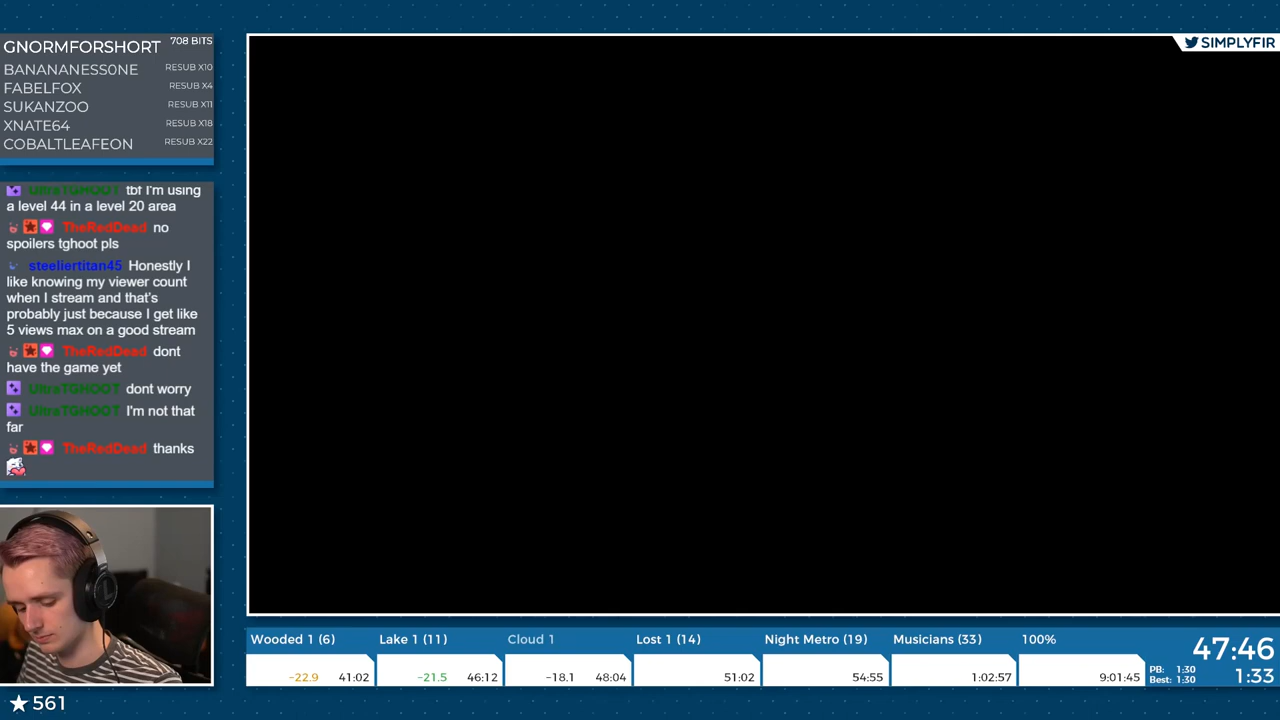 GNORMFORSHORT 708 BITS
BANANANESS0NE RESUB X10
FABELFOX RESUB X4
SUKANZOO RESUB X11
XNATE64 RESUB X18
COBALTLEAFEON RESUB X22
UltraTGHOOT tbf I'm using
a level 44 in a level 20 area
TheRedDead no
spoilers tghoot pls
steeliertitan45 Honestly I
like knowing my viewer count
when I stream and that's
probably just because I get like
5 views max on a good stream
TheRedDead dont
have the game yet
UltraTGHOOT dont worry
UltraTGHOOT I'm not that
far
TheRedDead thanks
★ 561
SIMPLYFIR
Wooded 1 (6) Lake 1 (11) Cloud 1 Lost 1 (14) Night Metro (19) Musicians (33) 100%
-22.9 41:02 -21.5 46:12 -18.1 48:04 51:02 54:55 1:02:57 9:01:45
47:46
PB: 1:30
Best: 1:30
1:33